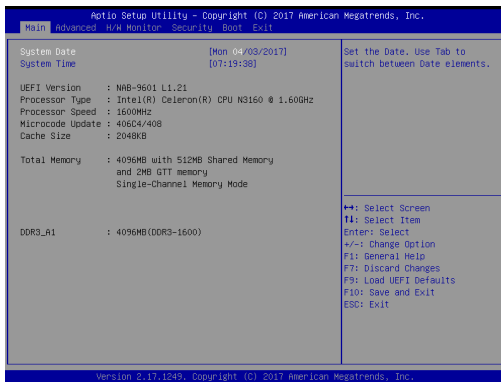 Aptio Setup Utility – Copyright (C) 2017 American Megatrends, Inc.
Main Advanced H/W Monitor Security Boot Exit
System Date [Mon 04/03/2017]
System Time [07:19:38]
UEFI Version : NAB-9601 L1.21
Processor Type : Intel(R) Celeron(R) CPU N3160 @ 1.60GHz
Processor Speed : 1600MHz
Microcode Update : 406C4/408
Cache Size : 2048KB
Total Memory : 4096MB with 512MB Shared Memory
and 2MB GTT memory
Single-Channel Memory Mode
DDR3_A1 : 4096MB(DDR3-1600)
Set the Date. Use Tab to
switch between Date elements.
↔: Select Screen
↑↓: Select Item
Enter: Select
+/-: Change Option
F1: General Help
F7: Discard Changes
F9: Load UEFI Defaults
F10: Save and Exit
ESC: Exit
Version 2.17.1249. Copyright (C) 2017 American Megatrends, Inc.